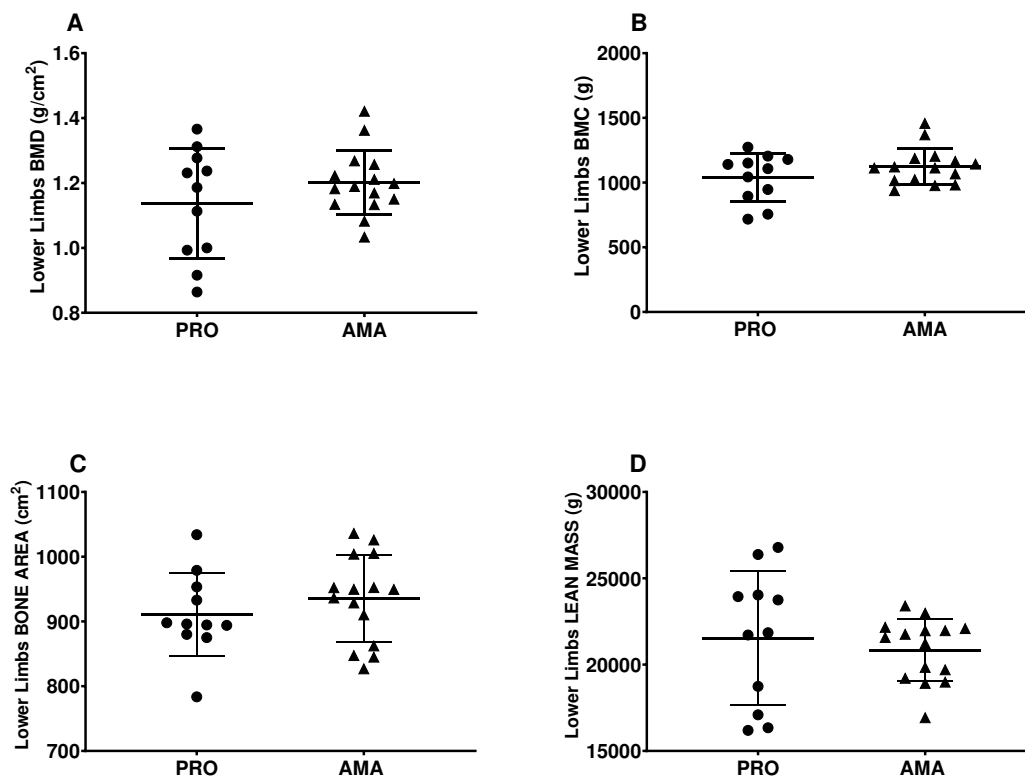 A
Lower Limbs BMD (g/cm²)
1.6
1.4
1.2
1.0
0.8
PRO
AMA
B
Lower Limbs BMC (g)
2000
1500
1000
500
0
PRO
AMA
C
Lower Limbs BONE AREA (cm²)
1100
1000
900
800
700
PRO
AMA
D
Lower Limbs LEAN MASS (g)
30000
25000
20000
15000
PRO
AMA